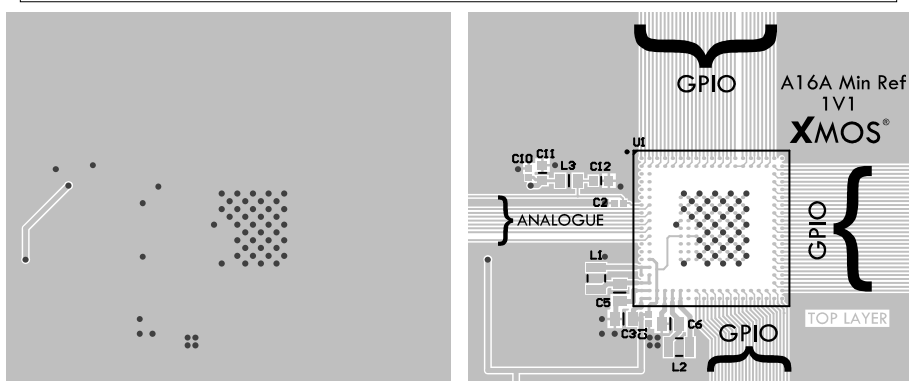 GPIO
A16A Min Ref
1V1
XMOS®
U1
C10
C11
L3
C12
C2
ANALOGUE
GPIO
L1
C5
C3
C1
C6
L2
GPIO
TOP LAYER